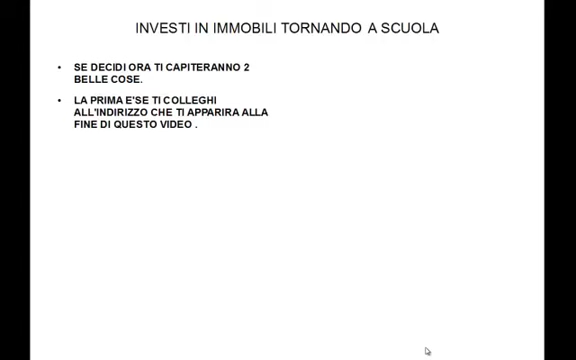 INVESTI IN IMMOBILI TORNANDO A SCUOLA
• SE DECIDI ORA TI CAPITERANNO 2
BELLE COSE.
• LA PRIMA E'SE TI COLLEGHI
ALL'INDIRIZZO CHE TI APPARIRA ALLA
FINE DI QUESTO VIDEO .